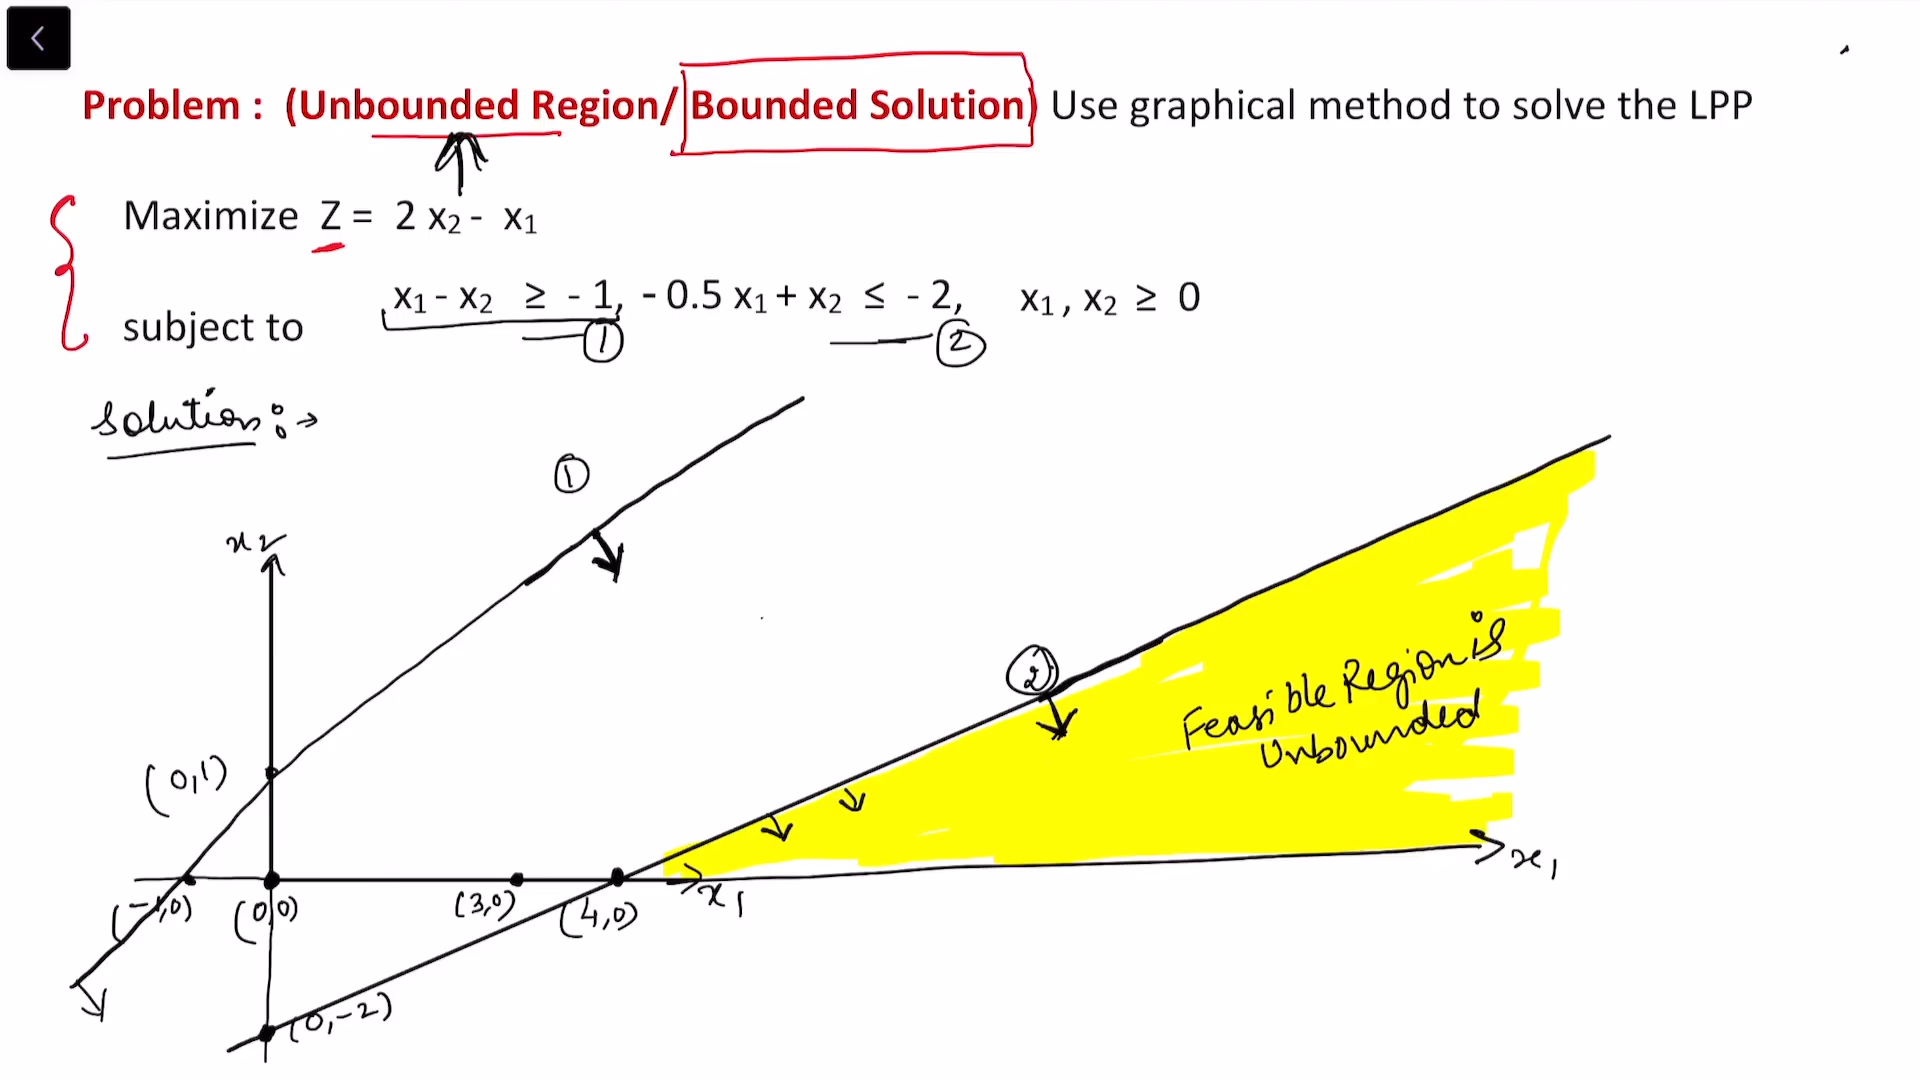 Problem : (Unbounded Region/ Bounded Solution) Use graphical method to solve the LPP
Maximize Z = 2 x₂ - x₁
subject to x₁ - x₂ ≥ - 1, - 0.5 x₁ + x₂ ≤ - 2, x₁ , x₂ ≥ 0
① ②
Solution :→
①
x₂
②
Feasible Region is
Unbounded
(0,1)
x₁
(-1,0) (0,0) (3,0) (4,0) x₁
(0,-2)